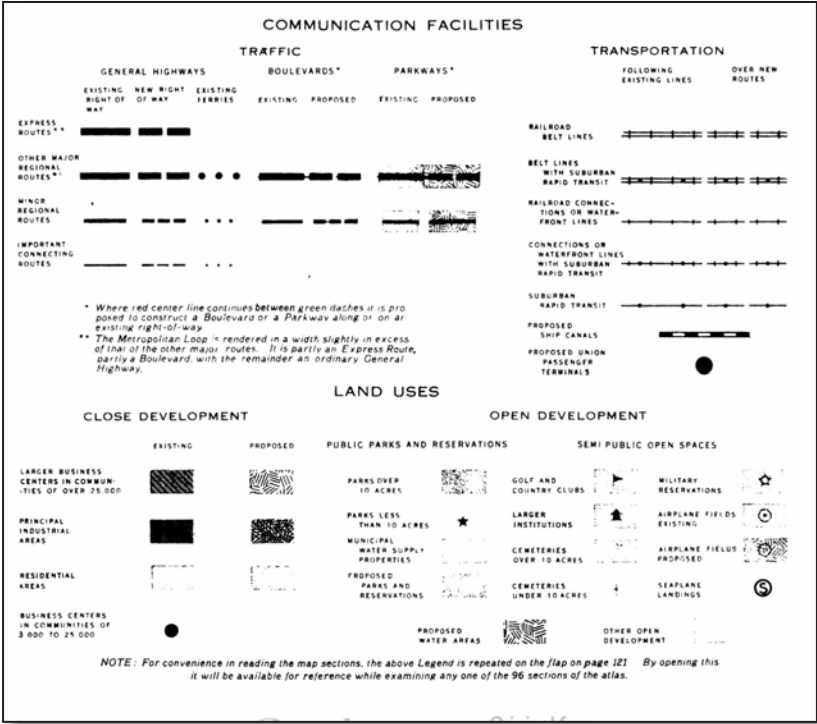 COMMUNICATION FACILITIES
TRAFFIC
TRANSPORTATION
GENERAL HIGHWAYS
BOULEVARDS*
PARKWAYS*
FOLLOWING
EXISTING LINES
OVER NEW
ROUTES
EXISTING
RIGHT OF
WAY
NEW RIGHT
OF WAY
EXISTING
FERRIES
EXISTING
PROPOSED
EXISTING
PROPOSED
EXPRESS
ROUTES**
OTHER MAJOR
REGIONAL
ROUTES
MINOR
REGIONAL
ROUTES
IMPORTANT
CONNECTING
ROUTES
RAILROAD
BELT LINES
BELT LINES
WITH SUBURBAN
RAPID TRANSIT
RAILROAD CONNEC-
TIONS OR WATER-
FRONT LINES
CONNECTIONS OR
WATERFRONT LINES
WITH SUBURBAN
RAPID TRANSIT
SUBURBAN
RAPID TRANSIT
PROPOSED
SHIP CANALS
PROPOSED UNION
PASSENGER
TERMINALS
* Where red center line continues between green dashes it is pro
posed to construct a Boulevard or a Parkway along or on an
existing right-of-way.
** The Metropolitan Loop is rendered in a width slightly in excess
of that of the other major routes. It is partly an Express Route,
partly a Boulevard, with the remainder an ordinary General
Highway.
LAND USES
CLOSE DEVELOPMENT
OPEN DEVELOPMENT
EXISTING
PROPOSED
PUBLIC PARKS AND RESERVATIONS
SEMI PUBLIC OPEN SPACES
LARGER BUSINESS
CENTERS IN COMMUN-
ITIES OF OVER 25 000
PRINCIPAL
INDUSTRIAL
AREAS
RESIDENTIAL
AREAS
BUSINESS CENTERS
IN COMMUNITIES OF
3 000 TO 25 000
PARKS OVER
10 ACRES
PARKS LESS
THAN 10 ACRES
MUNICIPAL
WATER SUPPLY
PROPERTIES
PROPOSED
PARKS AND
RESERVATIONS
PROPOSED
WATER AREAS
GOLF AND
COUNTRY CLUBS
LARGER
INSTITUTIONS
CEMETERIES
OVER 10 ACRES
CEMETERIES
UNDER 10 ACRES
OTHER OPEN
DEVELOPMENT
MILITARY
RESERVATIONS
AIRPLANE FIELDS
EXISTING
AIRPLANE FIELDS
PROPOSED
SEAPLANE
LANDINGS
S
NOTE: For convenience in reading the map sections, the above Legend is repeated on the flap on page 121 By opening this
it will be available for reference while examining any one of the 96 sections of the atlas.